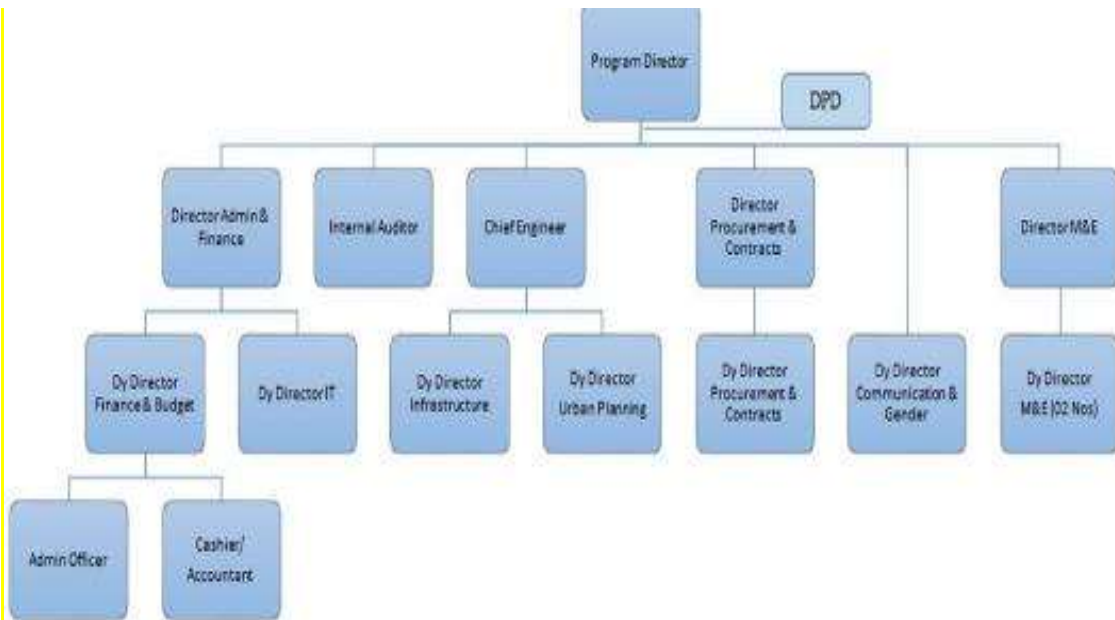 Program Director
DPD
Director Admin &
Finance
Internal Auditor
Chief Engineer
Director
Procurement &
Contracts
Director M&E
Dy Director
Finance & Budget
Dy Director IT
Dy Director
Infrastructure
Dy Director
Urban Planning
Dy Director
Procurement &
Contracts
Dy Director
Communication &
Gender
Dy Director
M&E (02 Nos)
Admin Officer
Cashier/
Accountant